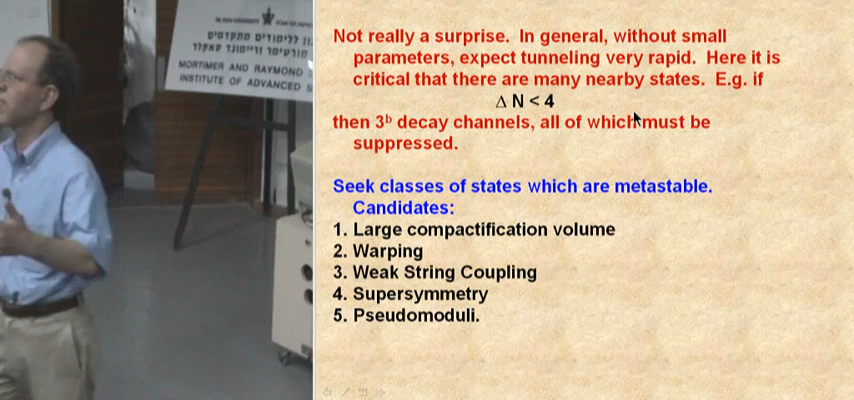 MORTIMER AND RAYMOND
INSTITUTE OF ADVANCED
Not really a surprise. In general, without small
parameters, expect tunneling very rapid. Here it is
critical that there are many nearby states. E.g. if
Δ N < 4
then 3ᵇ decay channels, all of which must be
suppressed.
Seek classes of states which are metastable.
Candidates:
1. Large compactification volume
2. Warping
3. Weak String Coupling
4. Supersymmetry
5. Pseudomoduli.